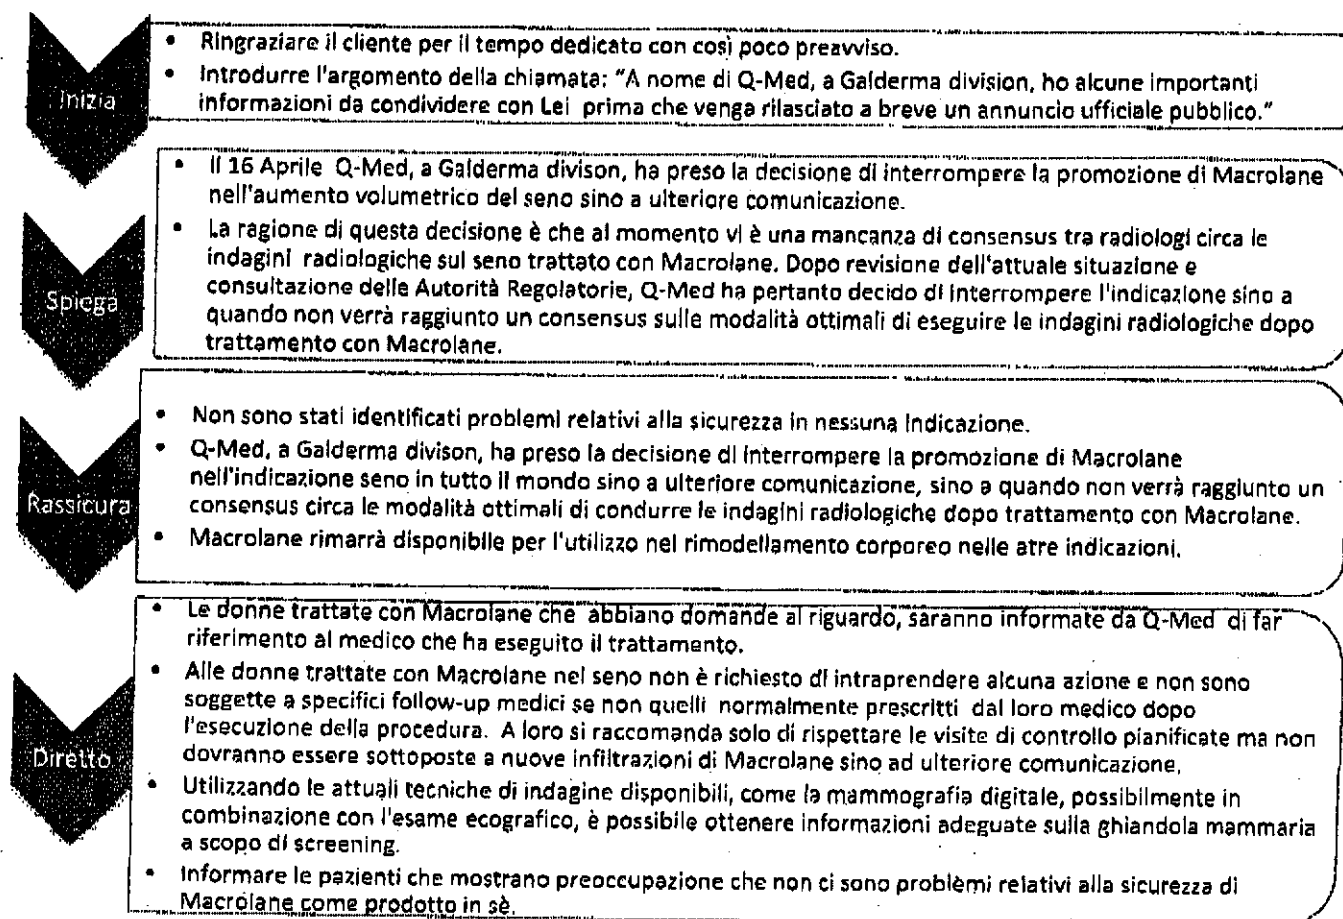 Inizia
• Ringraziare il cliente per il tempo dedicato con così poco preavviso.
• Introdurre l'argomento della chiamata: "A nome di Q-Med, a Galderma division, ho alcune importanti
informazioni da condividere con Lei prima che venga rilasciato a breve un annuncio ufficiale pubblico."
Spiega
• Il 16 Aprile Q-Med, a Galderma divison, ha preso la decisione di interrompere la promozione di Macrolane
nell'aumento volumetrico del seno sino a ulteriore comunicazione.
• La ragione di questa decisione è che al momento vi è una mancanza di consensus tra radiologi circa le
indagini radiologiche sul seno trattato con Macrolane. Dopo revisione dell'attuale situazione e
consultazione delle Autorità Regolatorie, Q-Med ha pertanto decido di interrompere l'indicazione sino a
quando non verrà raggiunto un consensus sulle modalità ottimali di eseguire le indagini radiologiche dopo
trattamento con Macrolane.
Rassicura
• Non sono stati identificati problemi relativi alla sicurezza in nessuna indicazione.
• Q-Med, a Galderma divison, ha preso la decisione di interrompere la promozione di Macrolane
nell'indicazione seno in tutto il mondo sino a ulteriore comunicazione, sino a quando non verrà raggiunto un
consensus circa le modalità ottimali di condurre le indagini radiologiche dopo trattamento con Macrolane.
• Macrolane rimarrà disponibile per l'utilizzo nel rimodellamento corporeo nelle atre indicazioni.
Diretto
• Le donne trattate con Macrolane che abbiano domande al riguardo, saranno informate da Q-Med di far
riferimento al medico che ha eseguito il trattamento.
• Alle donne trattate con Macrolane nel seno non è richiesto di intraprendere alcuna azione e non sono
soggette a specifici follow-up medici se non quelli normalmente prescritti dal loro medico dopo
l'esecuzione della procedura. A loro si raccomanda solo di rispettare le visite di controllo pianificate ma non
dovranno essere sottoposte a nuove infiltrazioni di Macrolane sino ad ulteriore comunicazione.
• Utilizzando le attuali tecniche di indagine disponibili, come la mammografia digitale, possibilmente in
combinazione con l'esame ecografico, è possibile ottenere informazioni adeguate sulla ghiandola mammaria
a scopo di screening.
• Informare le pazienti che mostrano preoccupazione che non ci sono problemi relativi alla sicurezza di
Macrolane come prodotto in sè.